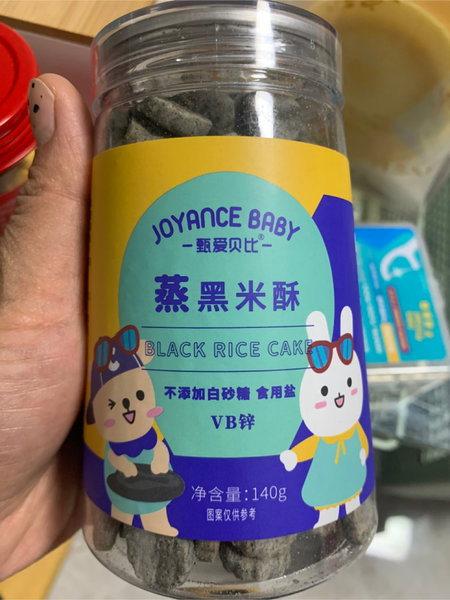 JOYANCE BABY
甄爱贝比®
蒸黑米酥
BLACK RICE CAKE
不添加白砂糖 食用盐
VB锌
净含量:140g
图案仅供参考